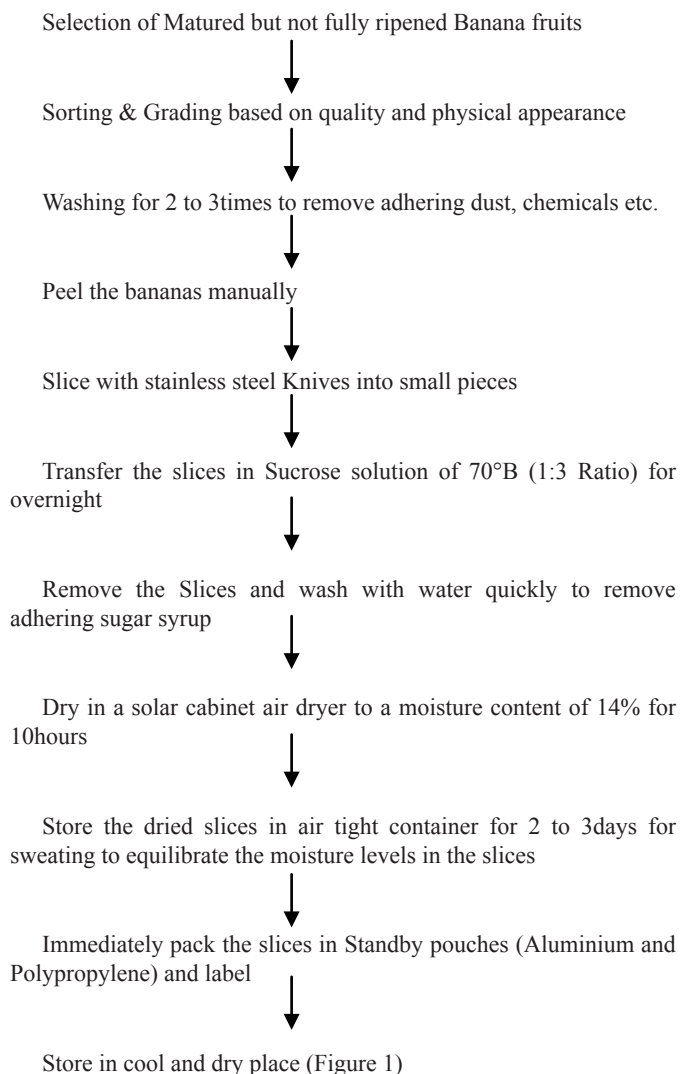 Selection of Matured but not fully ripened Banana fruits
Sorting & Grading based on quality and physical appearance
Washing for 2 to 3times to remove adhering dust, chemicals etc.
Peel the bananas manually
Slice with stainless steel Knives into small pieces
Transfer the slices in Sucrose solution of 70°B (1:3 Ratio) for
overnight
Remove the Slices and wash with water quickly to remove
adhering sugar syrup
Dry in a solar cabinet air dryer to a moisture content of 14% for
10hours
Store the dried slices in air tight container for 2 to 3days for
sweating to equilibrate the moisture levels in the slices
Immediately pack the slices in Standby pouches (Aluminium and
Polypropylene) and label
Store in cool and dry place (Figure 1)